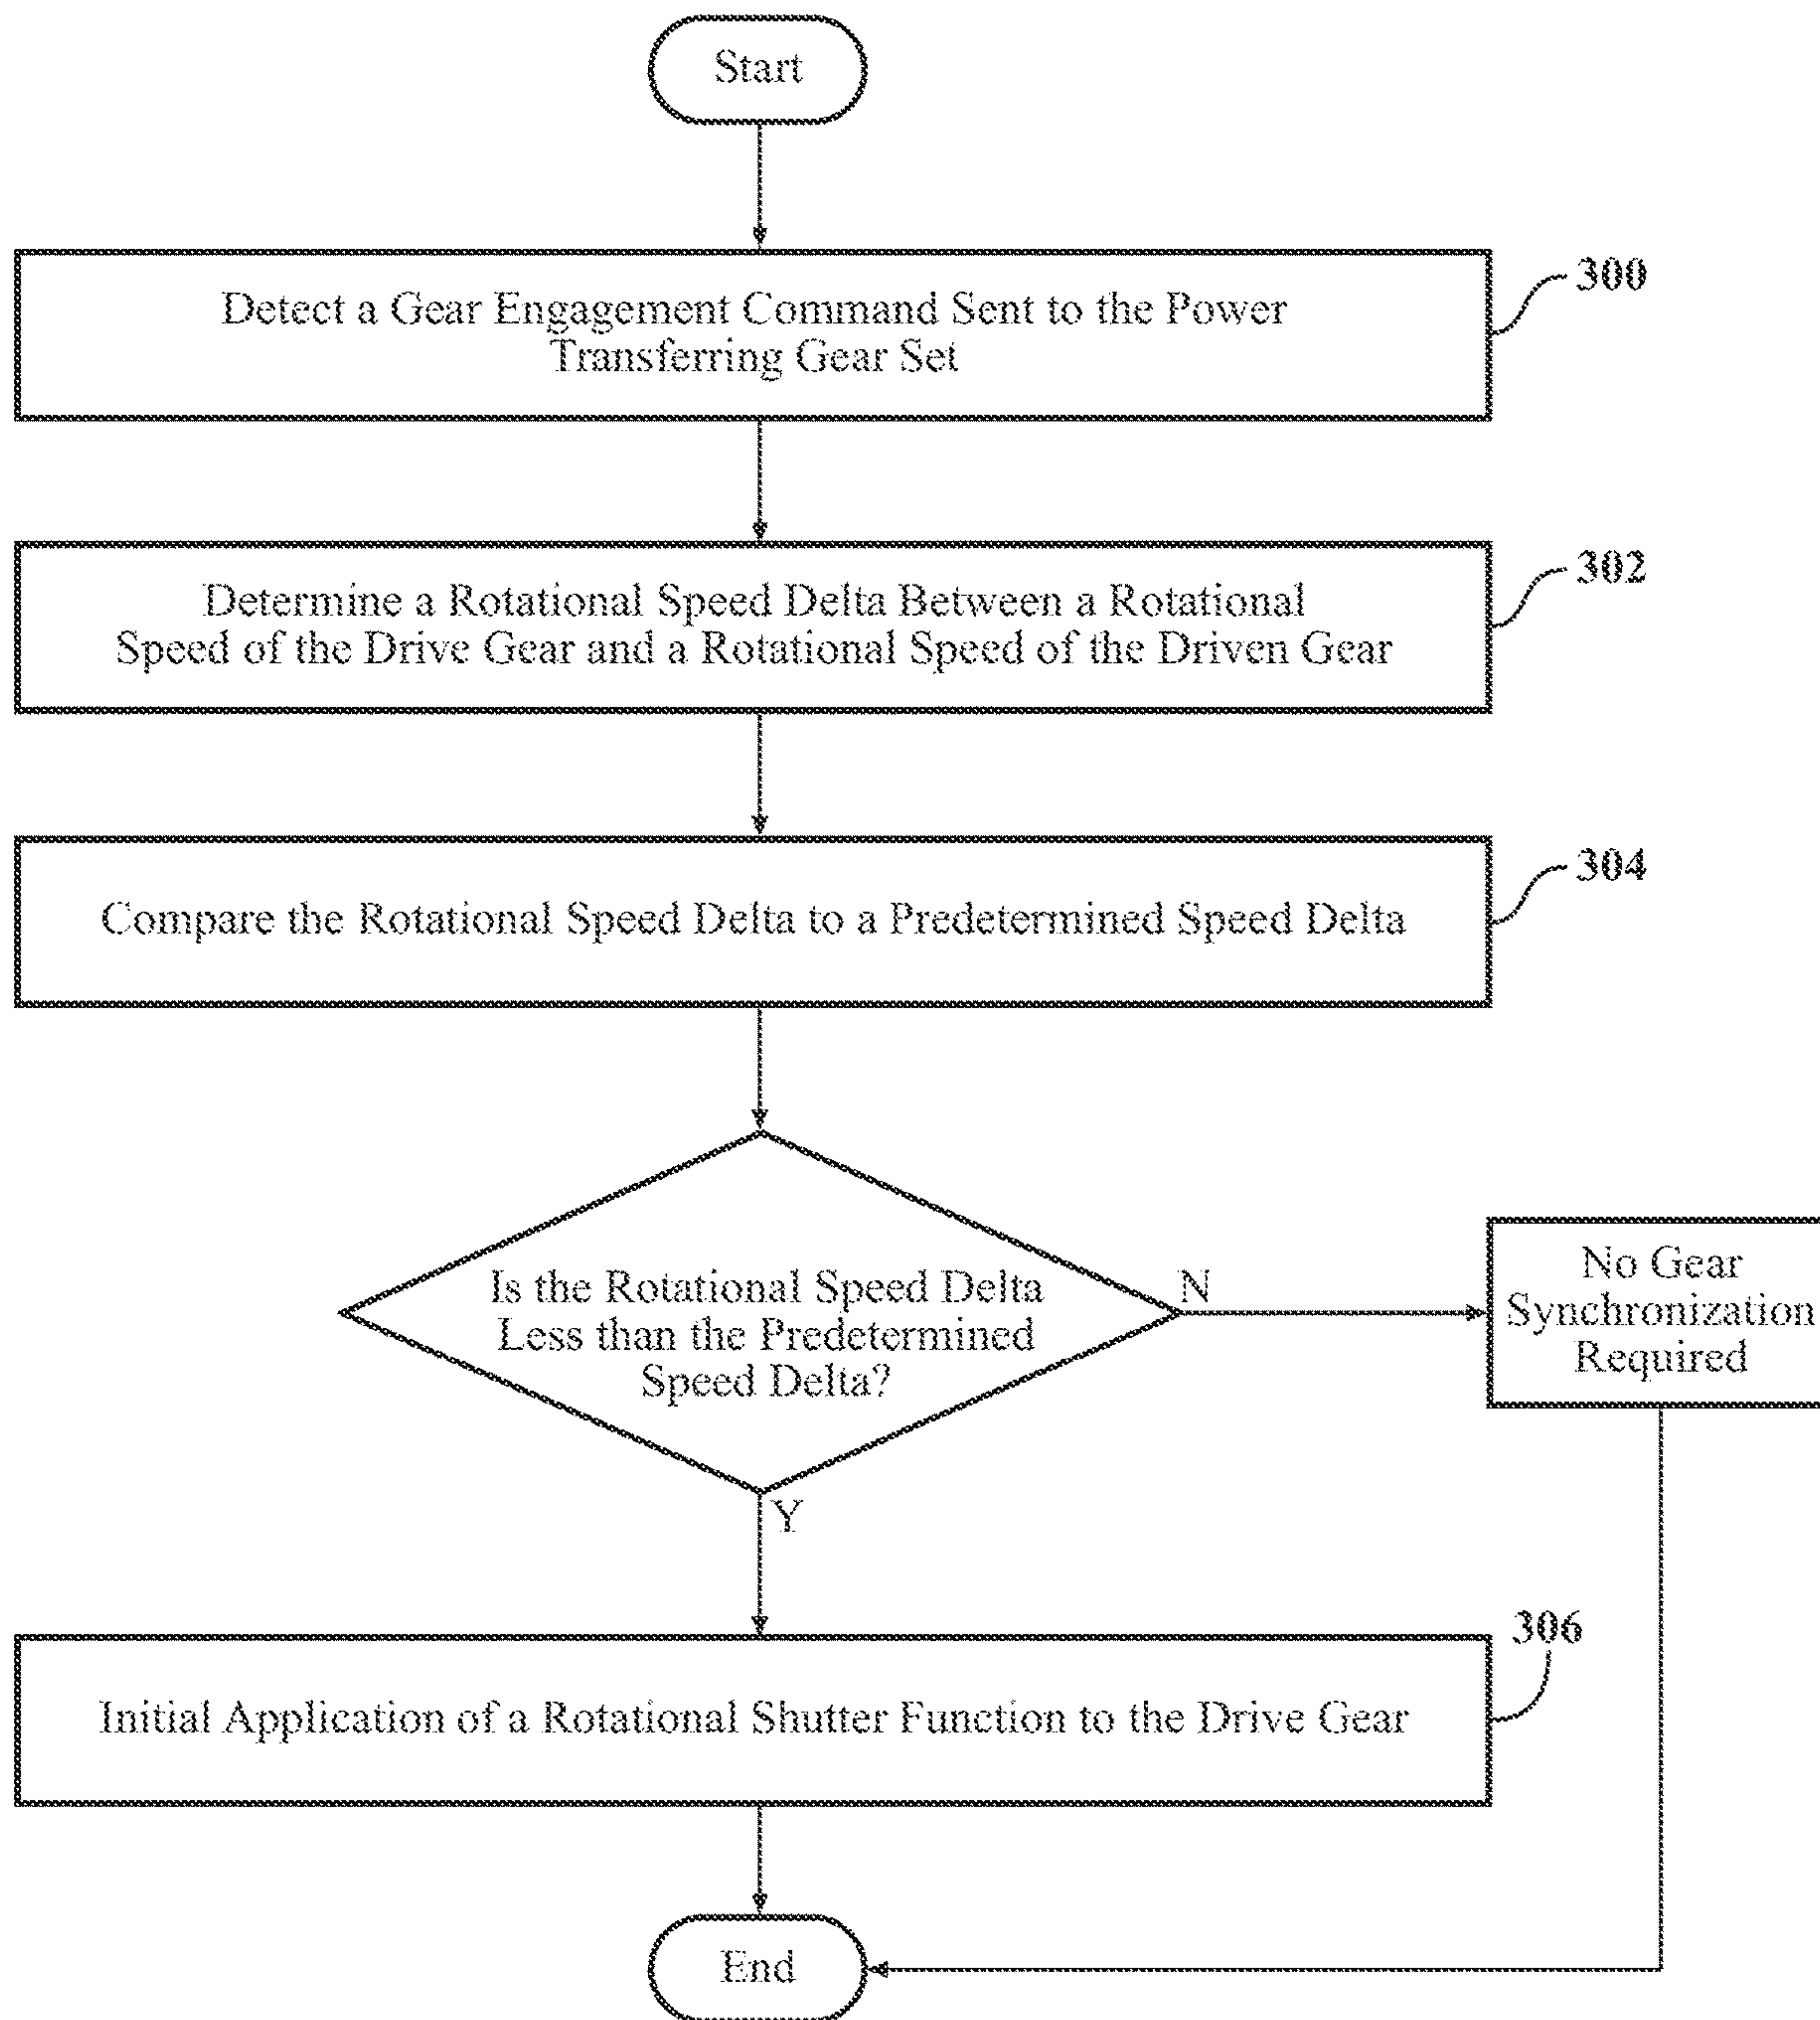 Start
300
Detect a Gear Engagement Command Sent to the Power
Transferring Gear Set
302
Determine a Rotational Speed Delta Between a Rotational
Speed of the Drive Gear and a Rotational Speed of the Driven Gear
304
Compare the Rotational Speed Delta to a Predetermined Speed Delta
Is the Rotational Speed Delta
Less than the Predetermined
Speed Delta?
N
No Gear
Synchronization
Required
Y
306
Initial Application of a Rotational Shutter Function to the Drive Gear
End